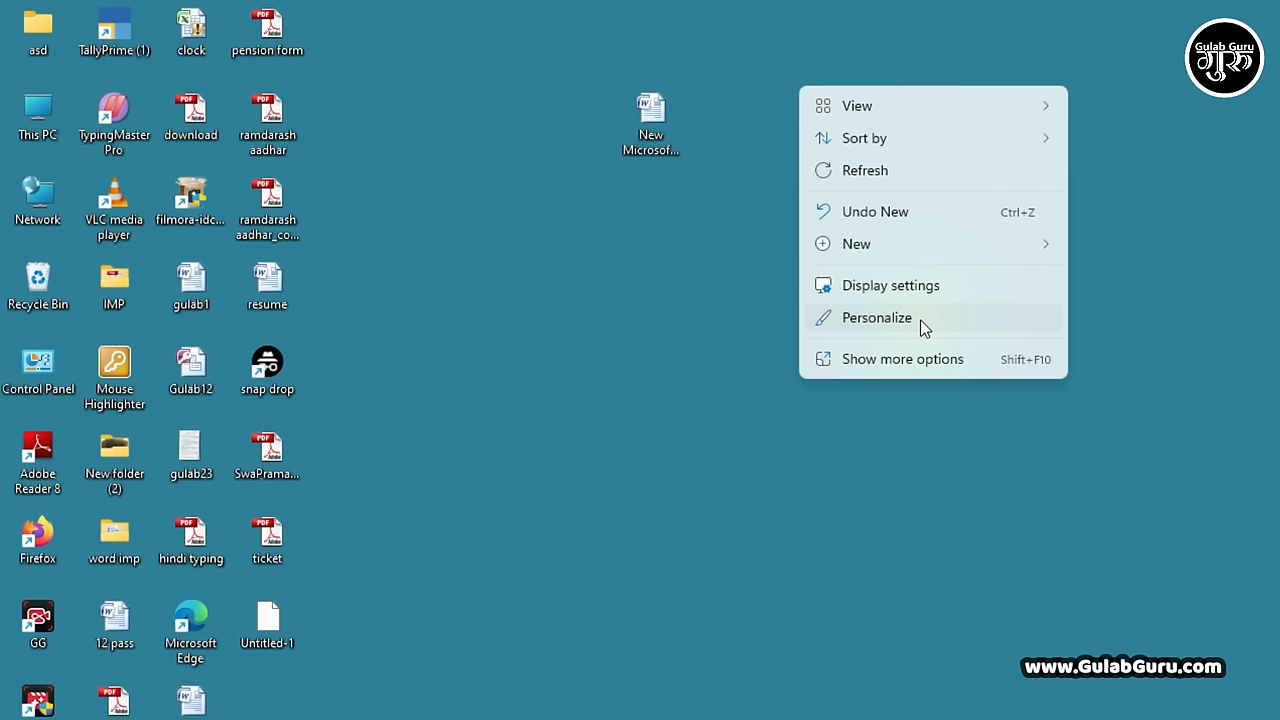 asd
TallyPrime (1)
clock
pension form
This PC
TypingMaster
Pro
download
ramdarash
aadhar
Network
VLC media
player
filmora-idc...
ramdarash
aadhar_co...
Recycle Bin
IMP
gulab1
resume
Control Panel
Mouse
Highlighter
Gulab12
snap drop
Adobe
Reader 8
New folder
(2)
gulab23
SwaPrama...
Firefox
word imp
hindi typing
ticket
GG
12 pass
Microsoft
Edge
Untitled-1
New
Microsof...
View
Sort by
Refresh
Undo New Ctrl+Z
New
Display settings
Personalize
Show more options Shift+F10
Gulab Guru
गुरु
www.GulabGuru.com